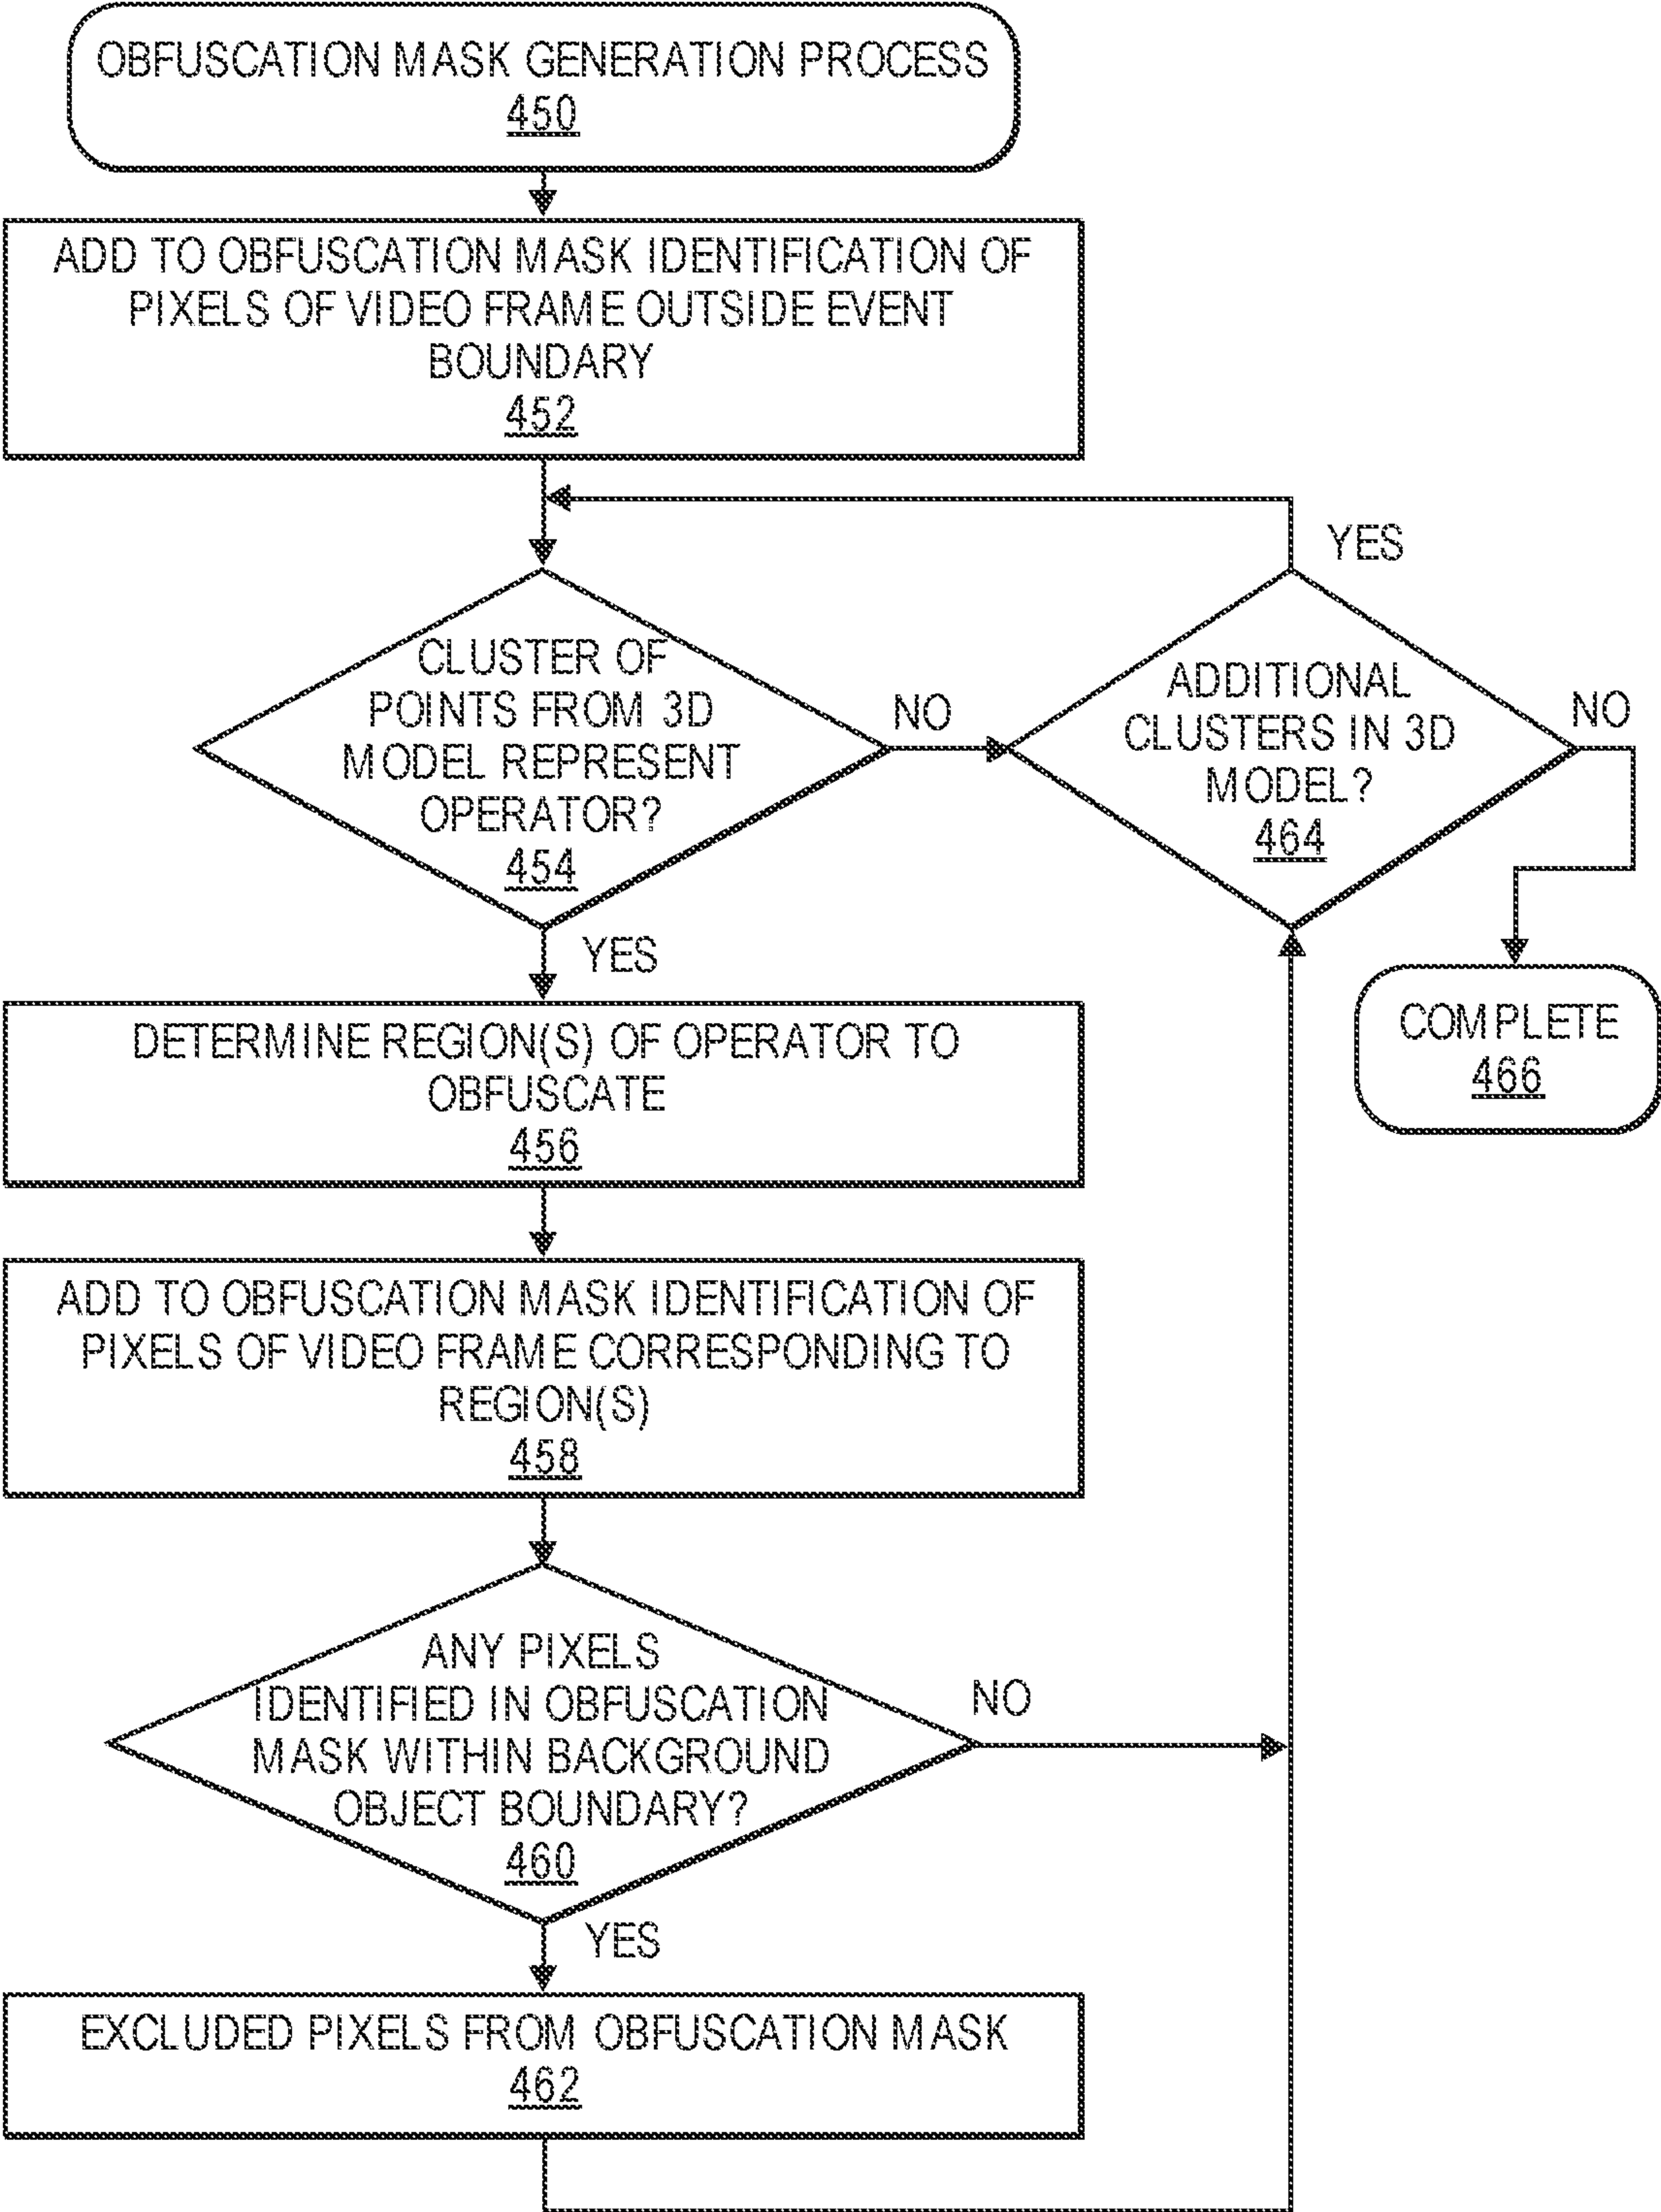 OBFUSCATION MASK GENERATION PROCESS
450
ADD TO OBFUSCATION MASK IDENTIFICATION OF
PIXELS OF VIDEO FRAME OUTSIDE EVENT
BOUNDARY
452
YES
CLUSTER OF
POINTS FROM 3D
MODEL REPRESENT
OPERATOR?
454
NO
ADDITIONAL
CLUSTERS IN 3D
MODEL?
464
NO
YES
COMPLETE
466
DETERMINE REGION(S) OF OPERATOR TO
OBFUSCATE
456
ADD TO OBFUSCATION MASK IDENTIFICATION OF
PIXELS OF VIDEO FRAME CORRESPONDING TO
REGION(S)
458
ANY PIXELS
IDENTIFIED IN OBFUSCATION
MASK WITHIN BACKGROUND
OBJECT BOUNDARY?
460
NO
YES
EXCLUDED PIXELS FROM OBFUSCATION MASK
462